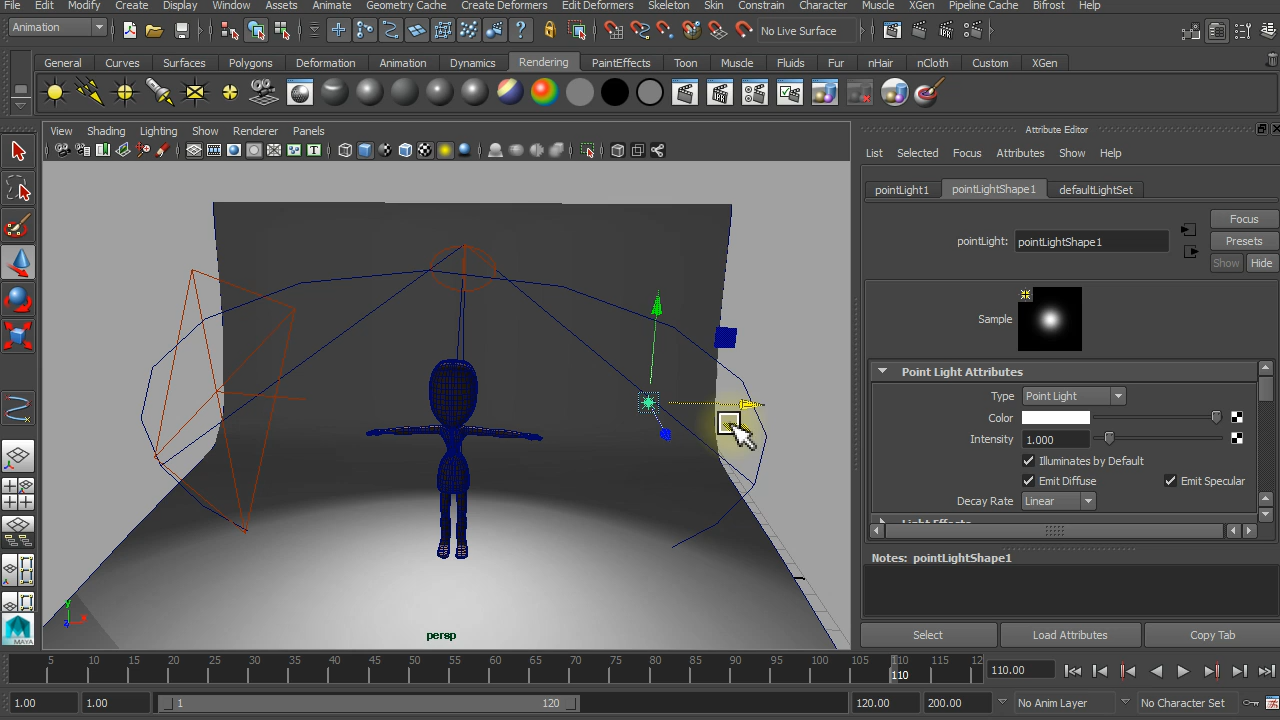 File Edit Modify Create Display Window Assets Animate Geometry Cache Create Deformers Edit Deformers Skeleton Skin Constrain Character Muscle XGen Pipeline Cache Bifrost Help
Animation
No Live Surface
General Curves Surfaces Polygons Deformation Animation Dynamics Rendering PaintEffects Toon Muscle Fluids Fur nHair nCloth Custom XGen
View Shading Lighting Show Renderer Panels
Attribute Editor
List Selected Focus Attributes Show Help
pointLight1 pointLightShape1 defaultLightSet
Focus
pointLight: pointLightShape1
Presets
Show Hide
Sample
Point Light Attributes
Type Point Light
Color
Intensity 1.000
Illuminates by Default
Emit Diffuse Emit Specular
Decay Rate Linear
Light Effects
Notes: pointLightShape1
y
x
z
persp
MAYA
Select Load Attributes Copy Tab
5 10 15 20 25 30 35 40 45 50 55 60 65 70 75 80 85 90 95 100 105 110 115 12
110
110.00
1.00 1.00 1 120 120.00 200.00 No Anim Layer No Character Set